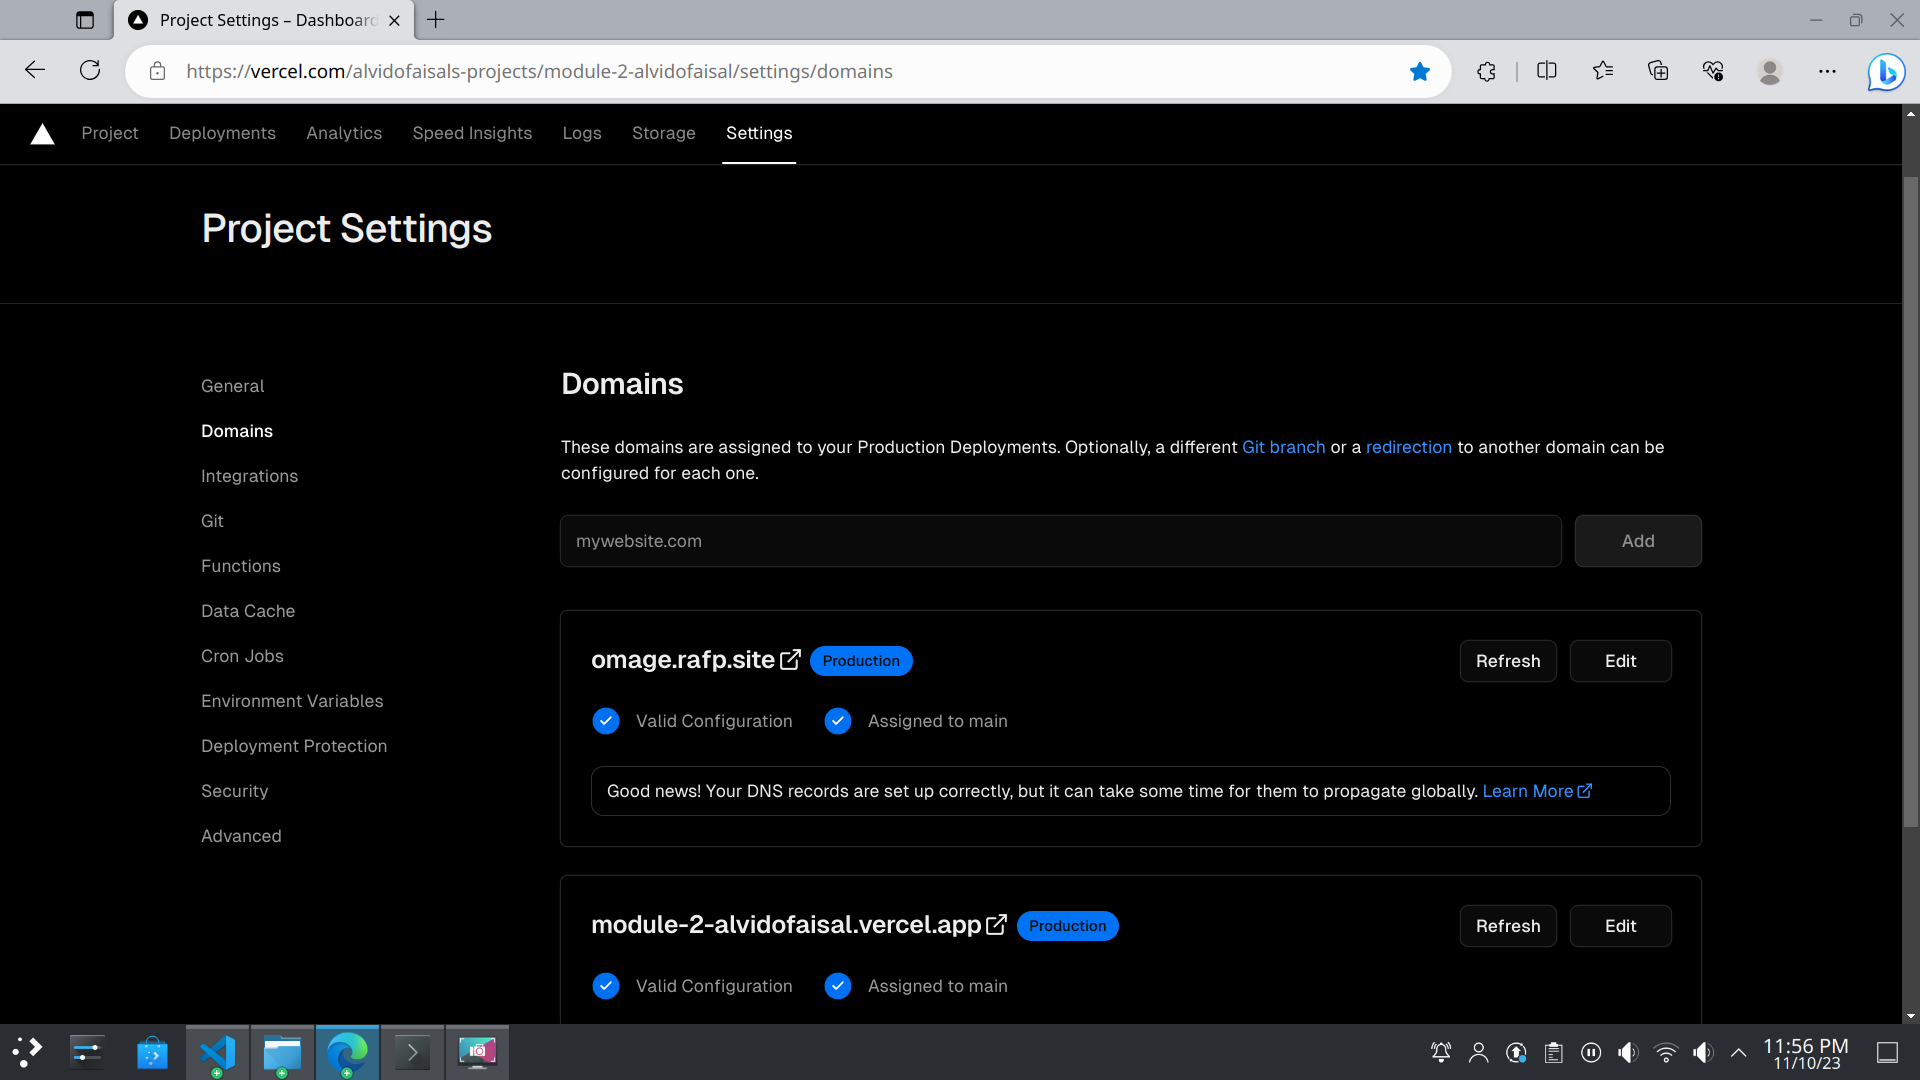 Project Settings – Dashboard
https://vercel.com/alvidofaisals-projects/module-2-alvidofaisal/settings/domains
Project Deployments Analytics Speed Insights Logs Storage Settings
Project Settings
General
Domains
Integrations
Git
Functions
Data Cache
Cron Jobs
Environment Variables
Deployment Protection
Security
Advanced
Domains
These domains are assigned to your Production Deployments. Optionally, a different Git branch or a redirection to another domain can be
configured for each one.
mywebsite.com Add
omage.rafp.site Production Refresh Edit
Valid Configuration Assigned to main
Good news! Your DNS records are set up correctly, but it can take some time for them to propagate globally. Learn More
module-2-alvidofaisal.vercel.app Production Refresh Edit
Valid Configuration Assigned to main
11:56 PM
11/10/23